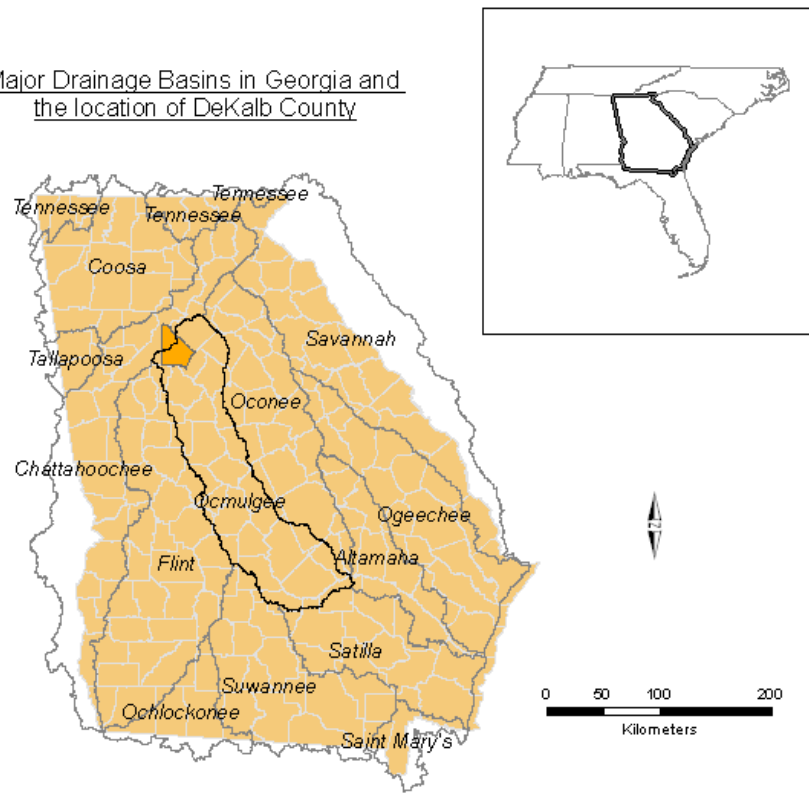 Major Drainage Basins in Georgia and
the location of DeKalb County
Tennessee
Tennessee
Tennessee
Coosa
Savannah
Tallapoosa
Oconee
Chattahoochee
Ocmulgee
Ogeechee
Altamaha
Flint
Satilla
Suwannee
Ochlockonee
Saint Mary's
N
0 50 100 200
Kilometers